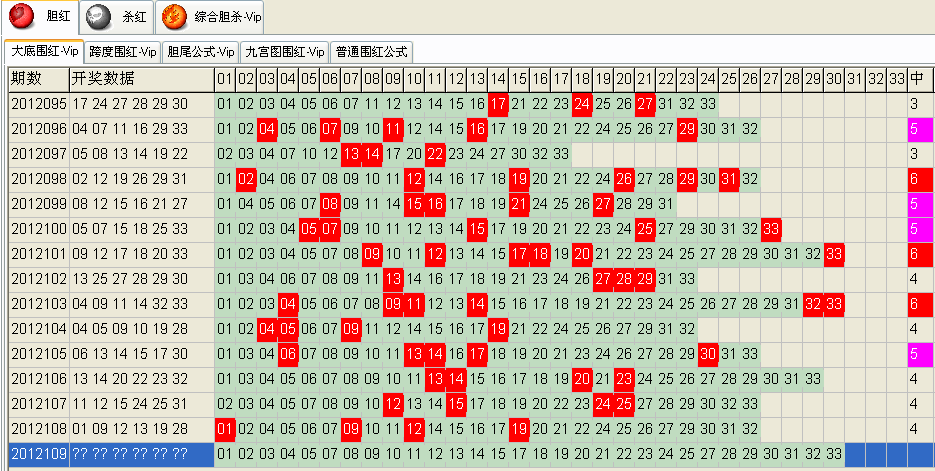 胆红 杀红 综合胆杀-Vip
大底围红-Vip 跨度围红-Vip 胆尾公式-Vip 九宫图围红-Vip 普通围红公式
期数 开奖数据 01 02 03 04 05 06 07 08 09 10 11 12 13 14 15 16 17 18 19 20 21 22 23 24 25 26 27 28 29 30 31 32 33 中
2012095 17 24 27 28 29 30 01 02 03 04 05 06 07 11 12 13 14 15 16 17 21 22 23 24 25 26 27 31 32 33 3
2012096 04 07 11 16 29 33 01 02 04 05 06 07 09 10 11 12 14 15 16 17 19 20 21 22 24 25 26 27 29 30 31 32 5
2012097 05 08 13 14 19 22 02 03 04 07 10 12 13 14 17 20 22 23 24 27 30 32 33 3
2012098 02 12 19 26 29 31 01 02 04 05 06 07 08 09 10 12 14 15 16 17 19 20 21 22 24 26 27 28 29 30 31 32 6
2012099 08 12 15 16 21 27 01 02 05 06 07 08 10 11 14 15 16 17 19 20 21 24 25 26 27 28 29 31 5
2012100 05 07 15 18 25 33 01 02 03 04 05 07 08 09 10 11 12 14 15 16 17 19 20 21 22 24 25 26 29 30 31 32 33 5
2012101 09 12 17 18 20 33 01 02 04 05 06 07 08 09 10 11 12 14 15 16 17 18 19 20 21 22 23 24 25 27 28 29 30 31 32 33 6
2012102 13 25 27 28 29 30 01 03 04 06 07 08 09 10 13 14 16 17 18 19 21 23 24 26 27 28 29 31 33 4
2012103 04 09 11 14 32 33 01 02 03 04 05 06 07 08 09 11 12 13 14 15 16 17 18 19 21 22 23 24 25 26 27 28 29 31 32 33 6
2012104 04 05 09 10 19 28 01 02 04 05 07 08 09 11 12 14 15 16 17 19 21 22 23 24 26 27 29 31 32 4
2012105 06 13 14 15 17 30 01 03 04 06 07 08 09 10 11 13 14 16 17 18 19 20 21 23 24 25 26 27 28 30 31 33 5
2012106 13 14 20 22 23 32 01 02 04 05 07 08 09 10 11 12 13 14 15 16 17 18 19 20 21 23 24 25 27 28 29 30 31 32 33 4
2012107 11 12 15 24 25 31 02 03 04 05 07 08 09 10 12 13 14 15 17 18 19 20 22 23 24 25 27 28 29 30 32 33 4
2012108 01 09 12 13 19 28 01 02 04 05 06 07 09 10 11 12 14 15 16 17 19 20 21 22 24 25 26 27 29 30 31 32 4
2012109 ?? ?? ?? ?? ?? ?? 01 02 04 05 06 07 08 09 10 11 12 14 15 16 17 18 19 20 21 22 24 25 26 27 28 29 30 31 32 33